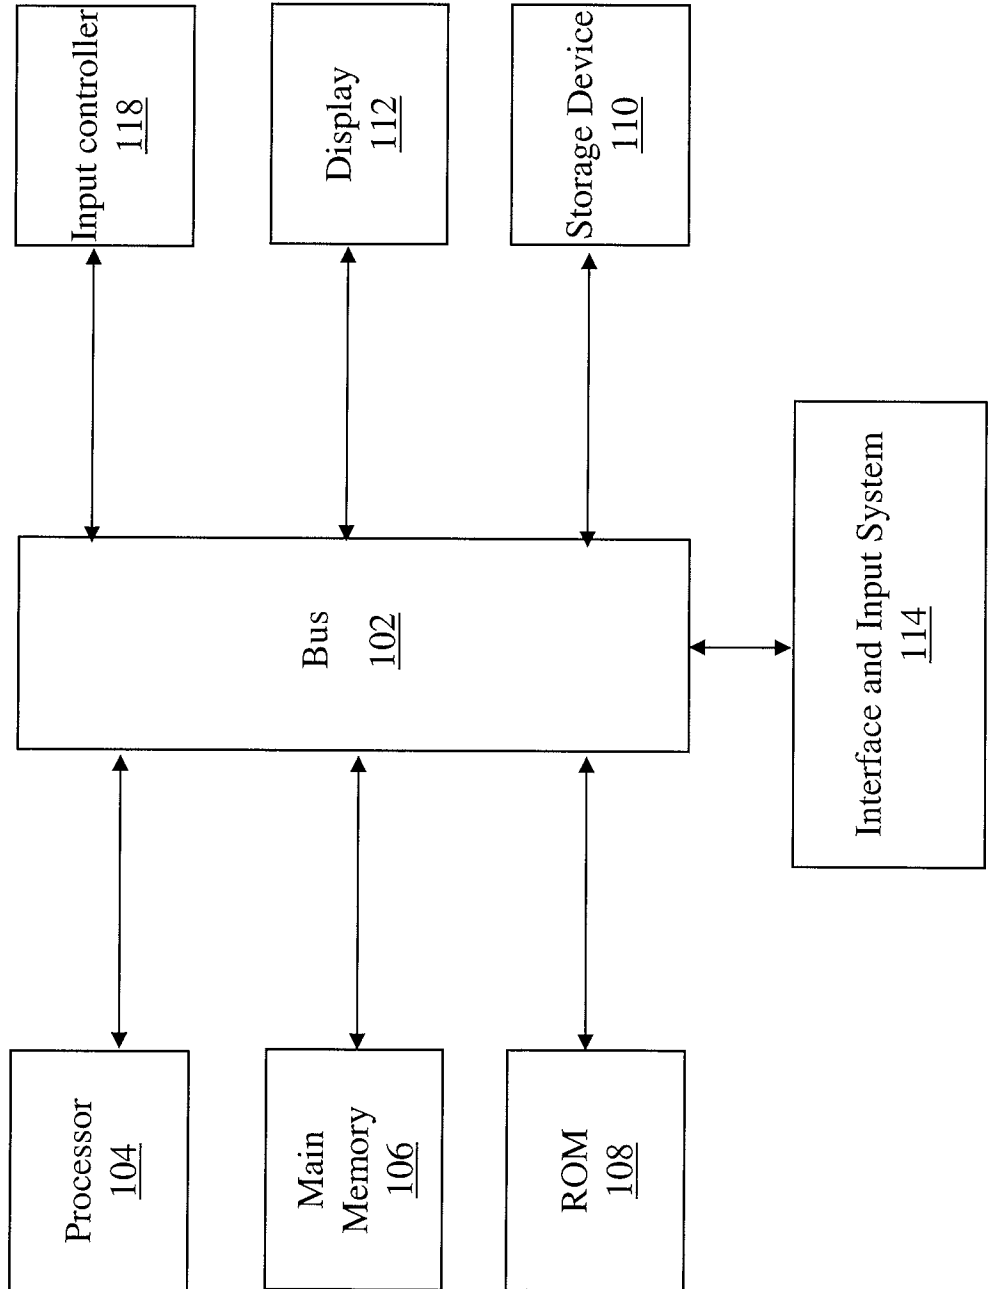 Processor
104
Main
Memory
106
ROM
108
Bus
102
Interface and Input System
114
Input controller
118
Display
112
Storage Device
110